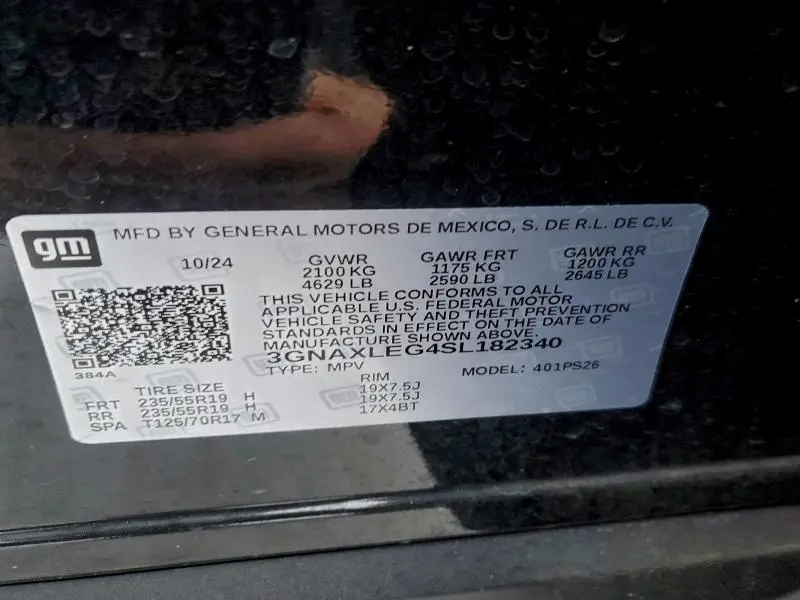 gm
MFD BY GENERAL MOTORS DE MEXICO, S. DE R.L. DE C.V.
10/24 GVWR GAWR FRT GAWR RR
2100 KG 1175 KG 1200 KG
4629 LB 2590 LB 2645 LB
THIS VEHICLE CONFORMS TO ALL
APPLICABLE U.S. FEDERAL MOTOR
VEHICLE SAFETY AND THEFT PREVENTION
STANDARDS IN EFFECT ON THE DATE OF
MANUFACTURE SHOWN ABOVE.
3GNAXLEG4SL182340
384A TYPE: MPV MODEL: 401PS26
TIRE SIZE RIM
FRT 235/55R19 H 19X7.5J
RR 235/55R19 H 19X7.5J
SPA T125/70R17 M 17X4BT